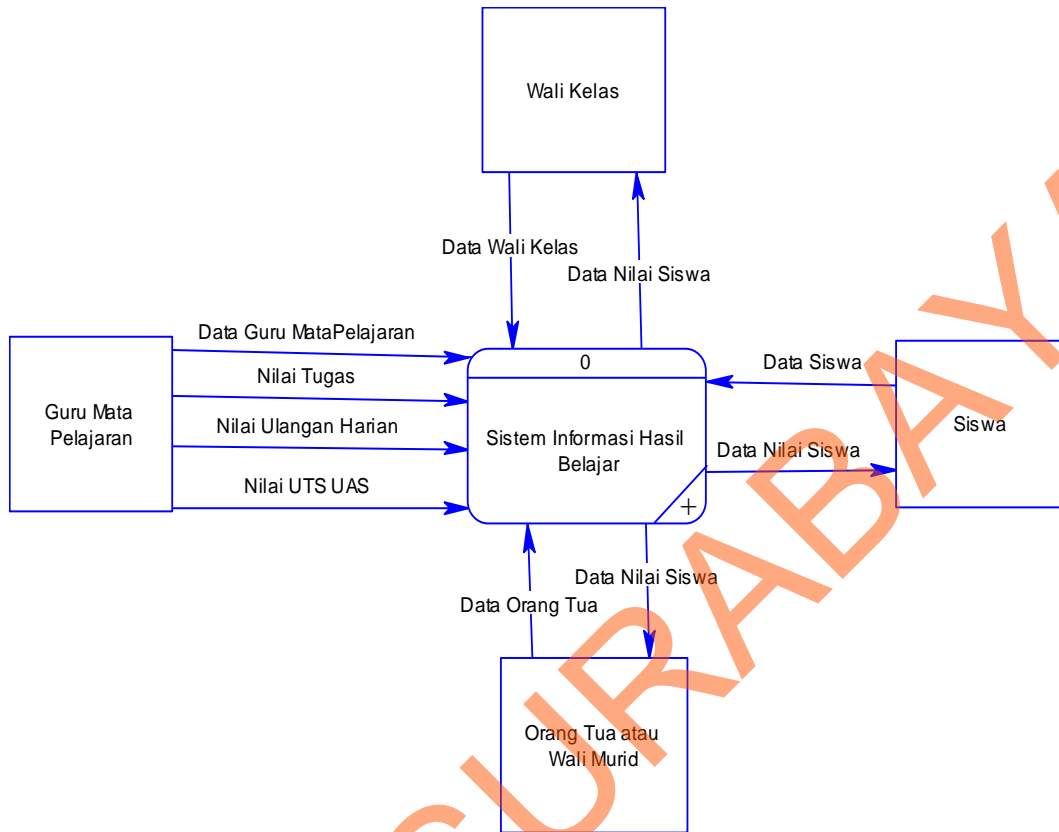 Wali Kelas
Data Wali Kelas
Data Nilai Siswa
Data Guru MataPelajaran
Nilai Tugas
Nilai Ulangan Harian
Nilai UTS UAS
Guru Mata
Pelajaran
0
Sistem Informasi Hasil
Belajar
+
Data Siswa
Data Nilai Siswa
Siswa
Data Nilai Siswa
Data Orang Tua
Orang Tua atau
Wali Murid
SURABAYA